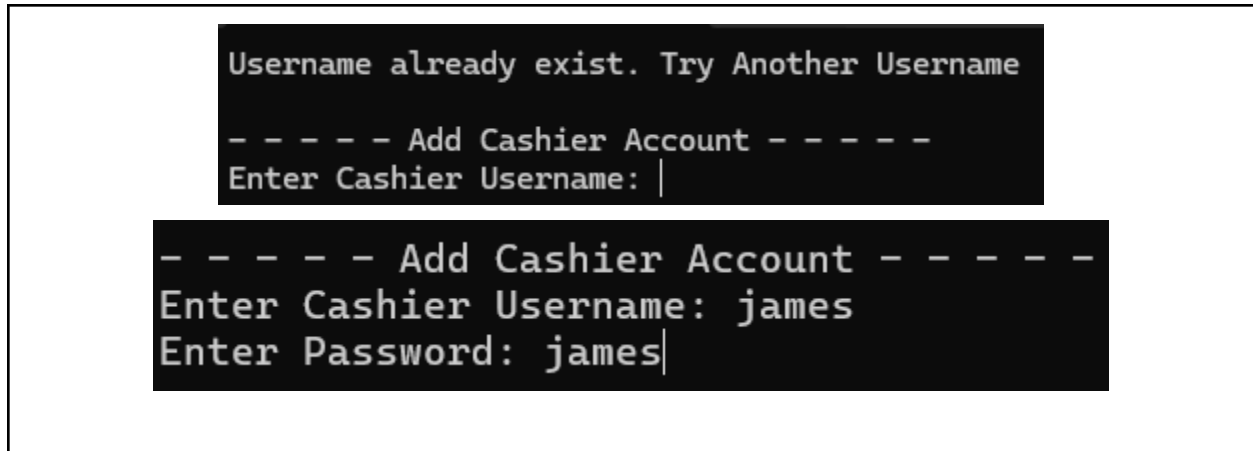 Username already exist. Try Another Username
- - - - - Add Cashier Account - - - - -
Enter Cashier Username:
- - - - - Add Cashier Account - - - - -
Enter Cashier Username: james
Enter Password: james